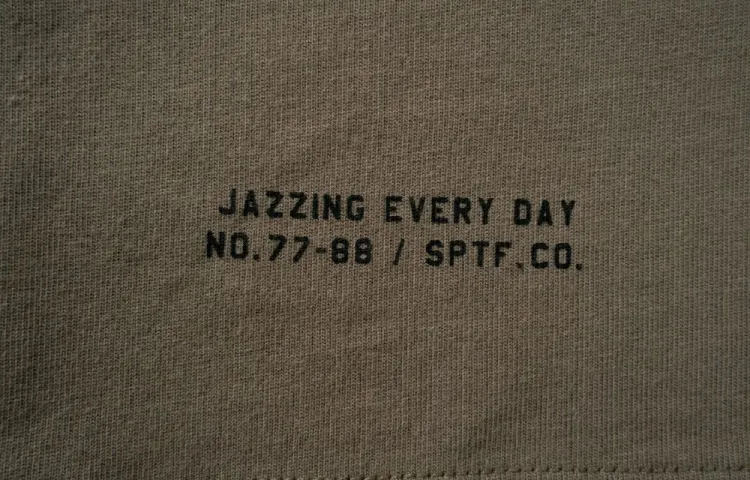 JAZZING EVERY DAY
NO.77-88 / SPTF.CO.